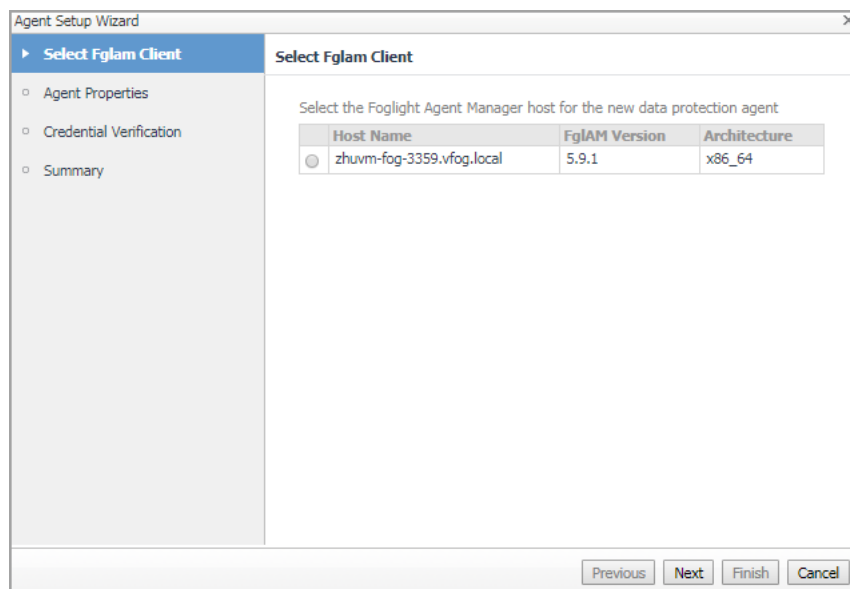 Agent Setup Wizard
Select Fglam Client
Agent Properties
Credential Verification
Summary
Select Fglam Client
Select the Foglight Agent Manager host for the new data protection agent
Host Name FglAM Version Architecture
zhuvm-fog-3359.vfog.local 5.9.1 x86_64
Previous Next Finish Cancel